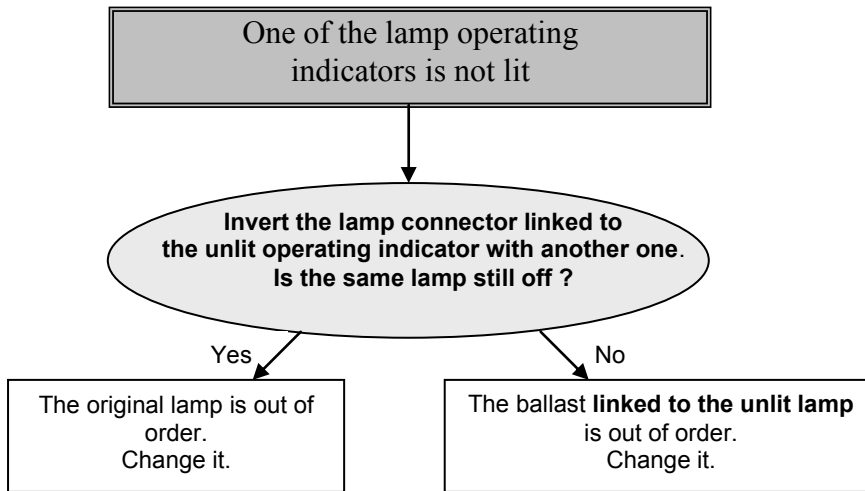 One of the lamp operating
indicators is not lit
Invert the lamp connector linked to
the unlit operating indicator with another one.
Is the same lamp still off ?
Yes
No
The original lamp is out of
order.
Change it.
The ballast linked to the unlit lamp
is out of order.
Change it.